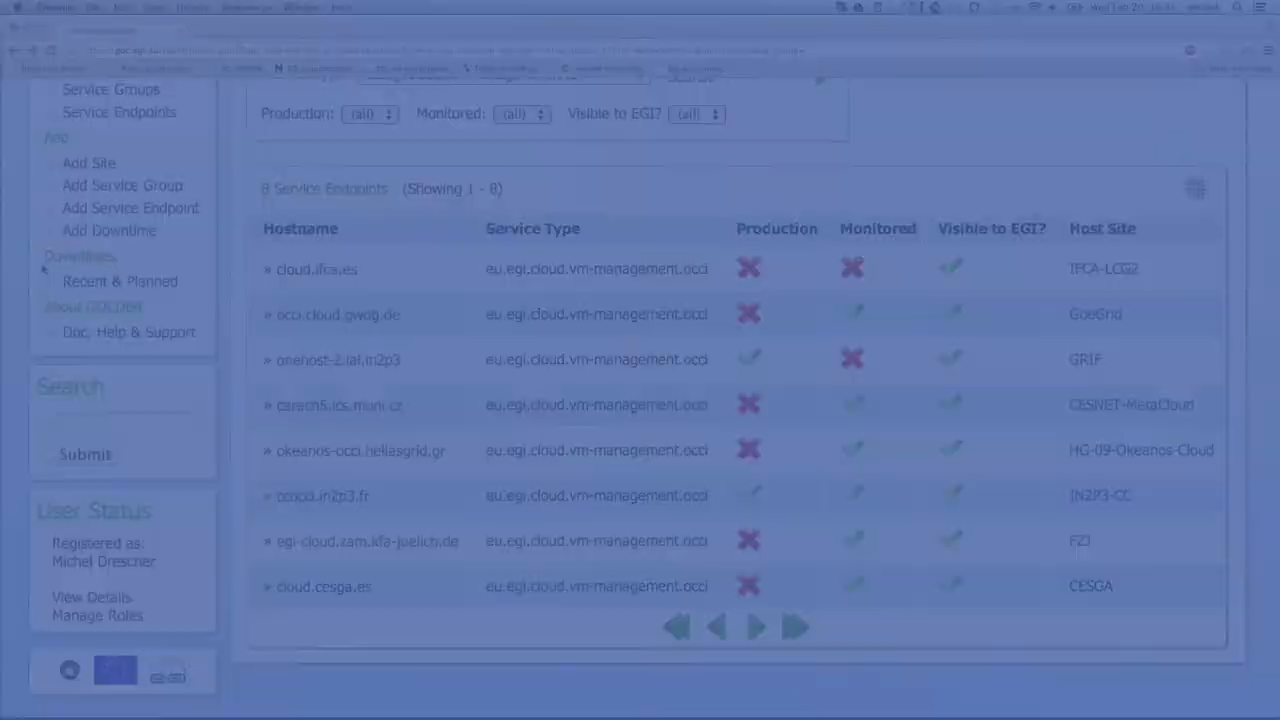 Service Groups
Service Endpoints
Add
Add Site
Add Service Group
Add Service Endpoint
Add Downtime
Downtimes
Recent & Planned
About GOCDB
Doc, Help & Support
Search
Submit
User Status
Registered as:
Michel Drescher
View Details
Manage Roles
Production: (all) Monitored: (all) Visible to EGI? (all)
8 Service Endpoints (Showing 1 - 8)
Hostname Service Type Production Monitored Visible to EGI? Host Site
» cloud.ifca.es eu.egi.cloud.vm-management.occi IFCA-LCG2
» occi.cloud.gwdg.de eu.egi.cloud.vm-management.occi GoeGrid
» onehost-2.lal.in2p3 eu.egi.cloud.vm-management.occi GRIF
» carach5.ics.muni.cz eu.egi.cloud.vm-management.occi CESNET-MetaCloud
» okeanos-occi.hellasgrid.gr eu.egi.cloud.vm-management.occi HG-09-Okeanos-Cloud
» ccocci.in2p3.fr eu.egi.cloud.vm-management.occi IN2P3-CC
» egi-cloud.zam.kfa-juelich.de eu.egi.cloud.vm-management.occi FZJ
» cloud.cesga.es eu.egi.cloud.vm-management.occi CESGA